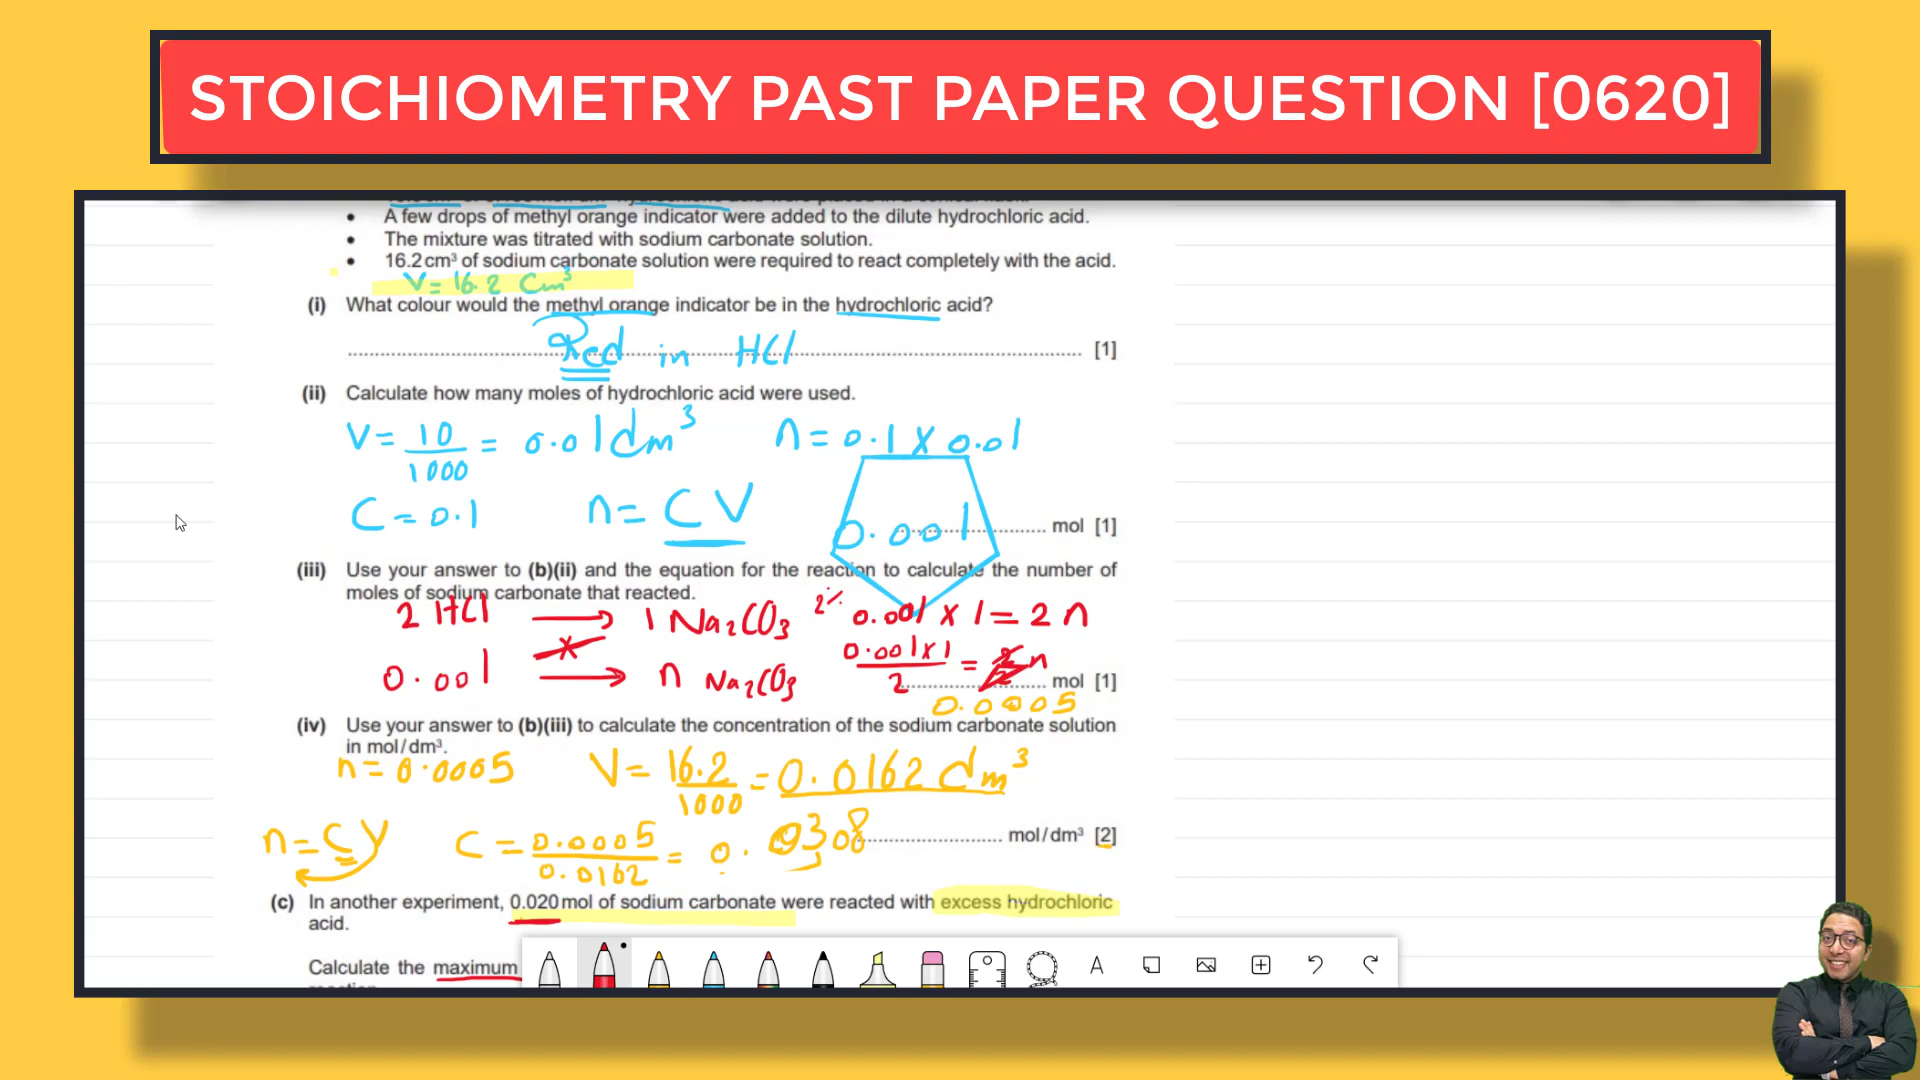 STOICHIOMETRY PAST PAPER QUESTION [0620]
• A few drops of methyl orange indicator were added to the dilute hydrochloric acid.
• The mixture was titrated with sodium carbonate solution.
• 16.2 cm³ of sodium carbonate solution were required to react completely with the acid.
V = 16.2 Cm³
(i) What colour would the methyl orange indicator be in the hydrochloric acid?
Red in HCl
[1]
(ii) Calculate how many moles of hydrochloric acid were used.
V = 10/1000 = 0.01 dm³ n = 0.1 x 0.01
C = 0.1 n = CV
0.001 mol [1]
(iii) Use your answer to (b)(ii) and the equation for the reaction to calculate the number of
moles of sodium carbonate that reacted.
2 HCl → 1 Na₂CO₃ 0.001 x 1 = 2 n
0.001 → n Na₂CO₃ 0.001 x 1 / 2 = n
mol [1]
0.0005
(iv) Use your answer to (b)(iii) to calculate the concentration of the sodium carbonate solution
in mol/dm³.
n = 0.0005 V = 16.2/1000 = 0.0162 dm³
n = CV C = 0.0005/0.0162 = 0.0308
mol/dm³ [2]
(c) In another experiment, 0.020 mol of sodium carbonate were reacted with excess hydrochloric
acid.
Calculate the maximum